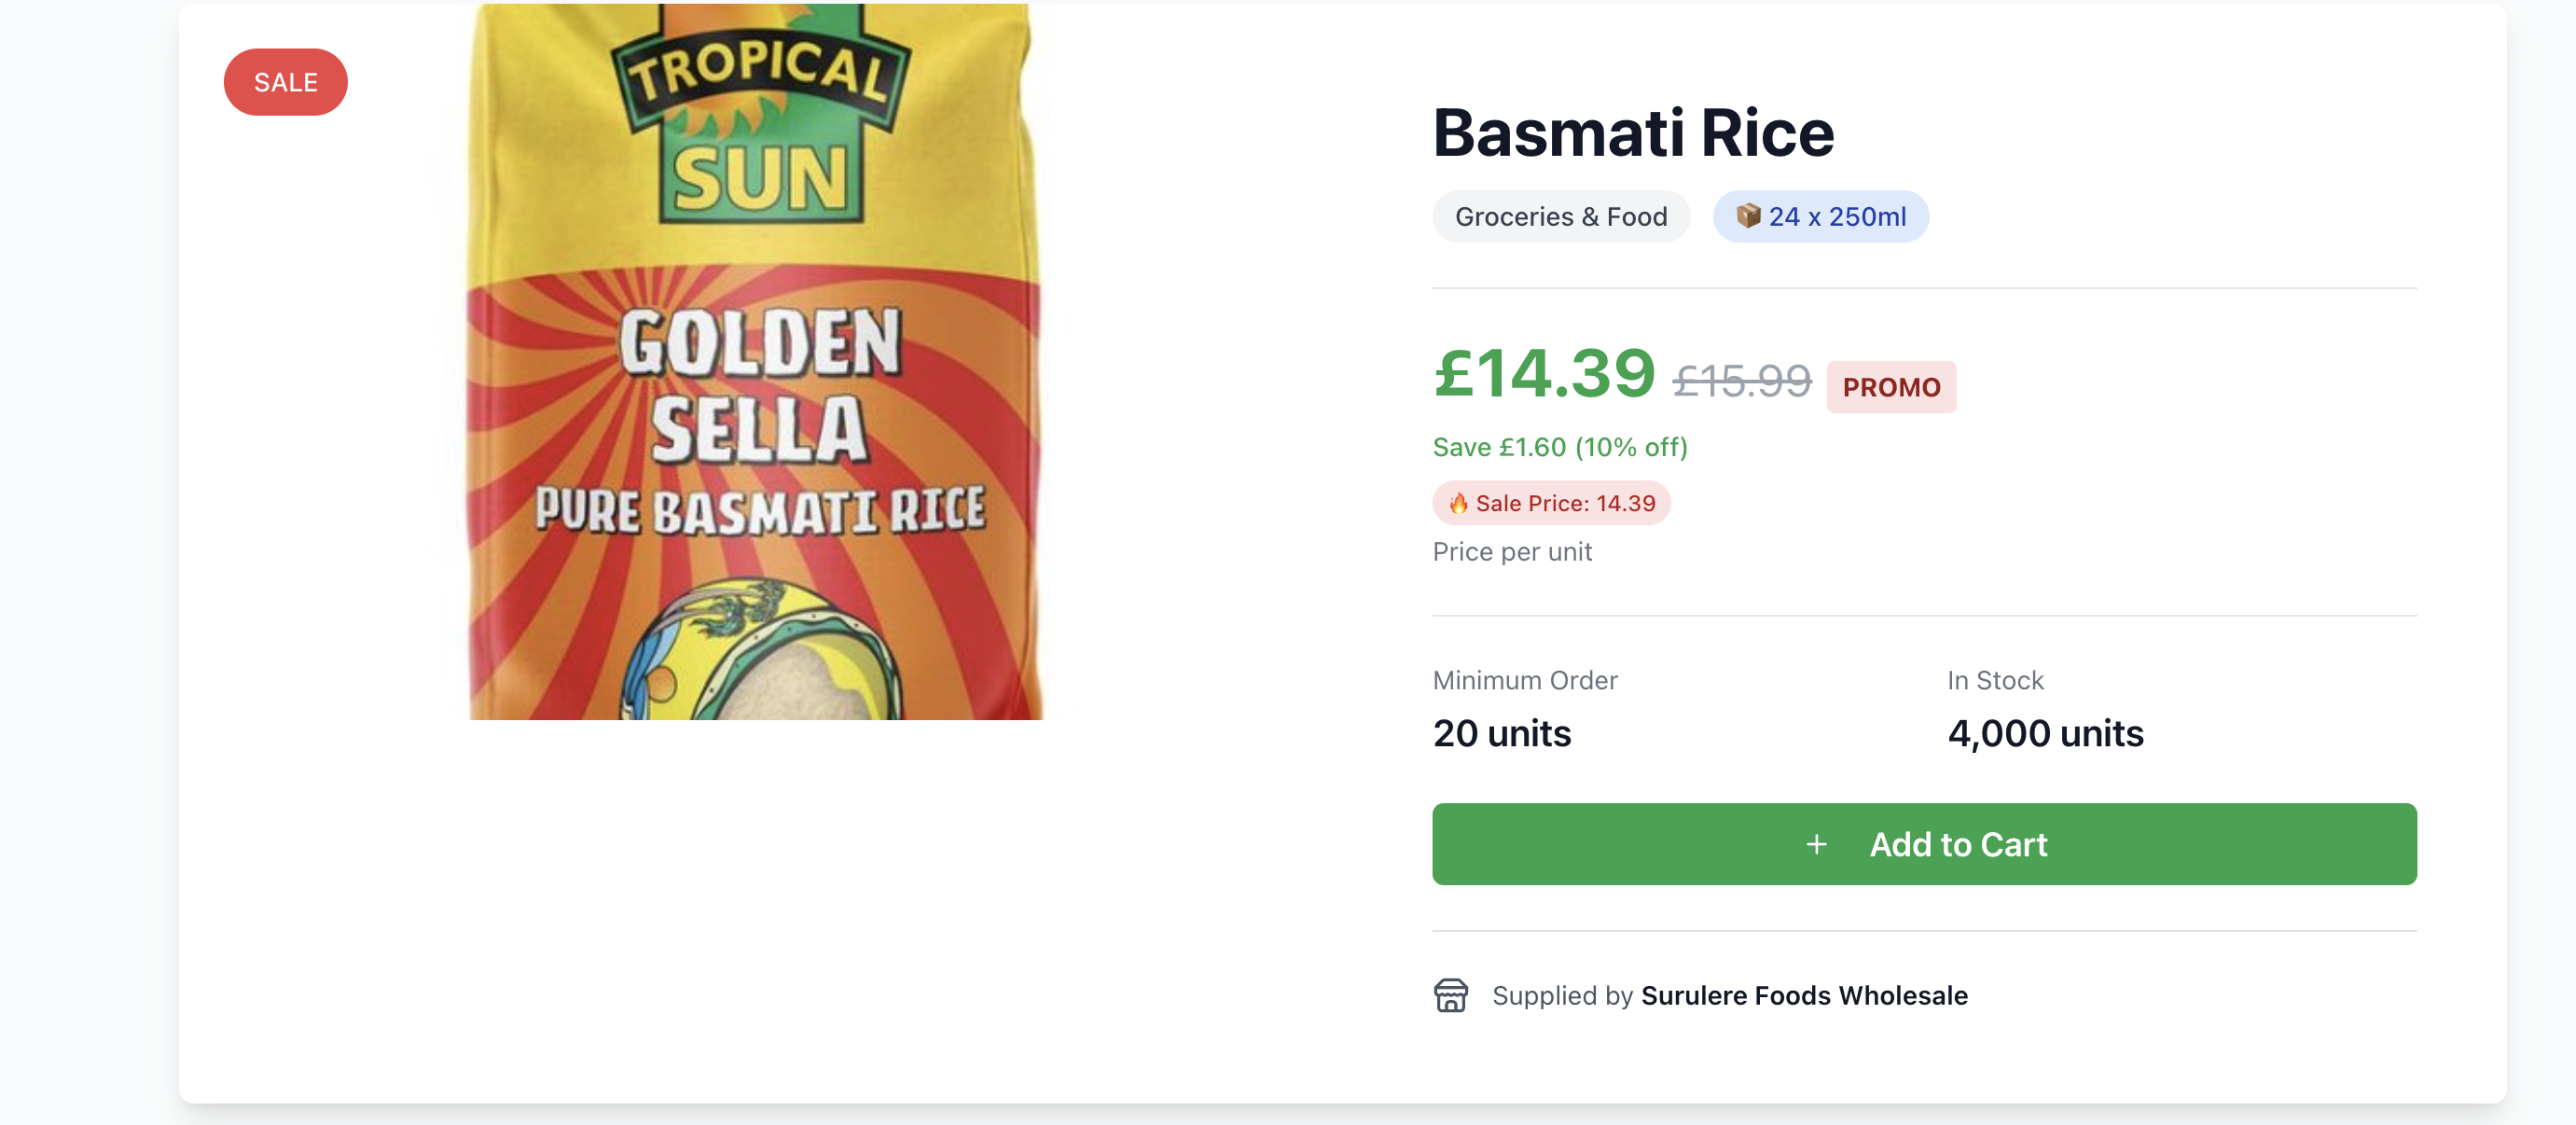 SALE
TROPICAL
SUN
GOLDEN
SELLA
PURE BASMATI RICE
Basmati Rice
Groceries & Food
24 x 250ml
£14.39 £15.99 PROMO
Save £1.60 (10% off)
Sale Price: 14.39
Price per unit
Minimum Order
20 units
In Stock
4,000 units
+ Add to Cart
Supplied by Surulere Foods Wholesale